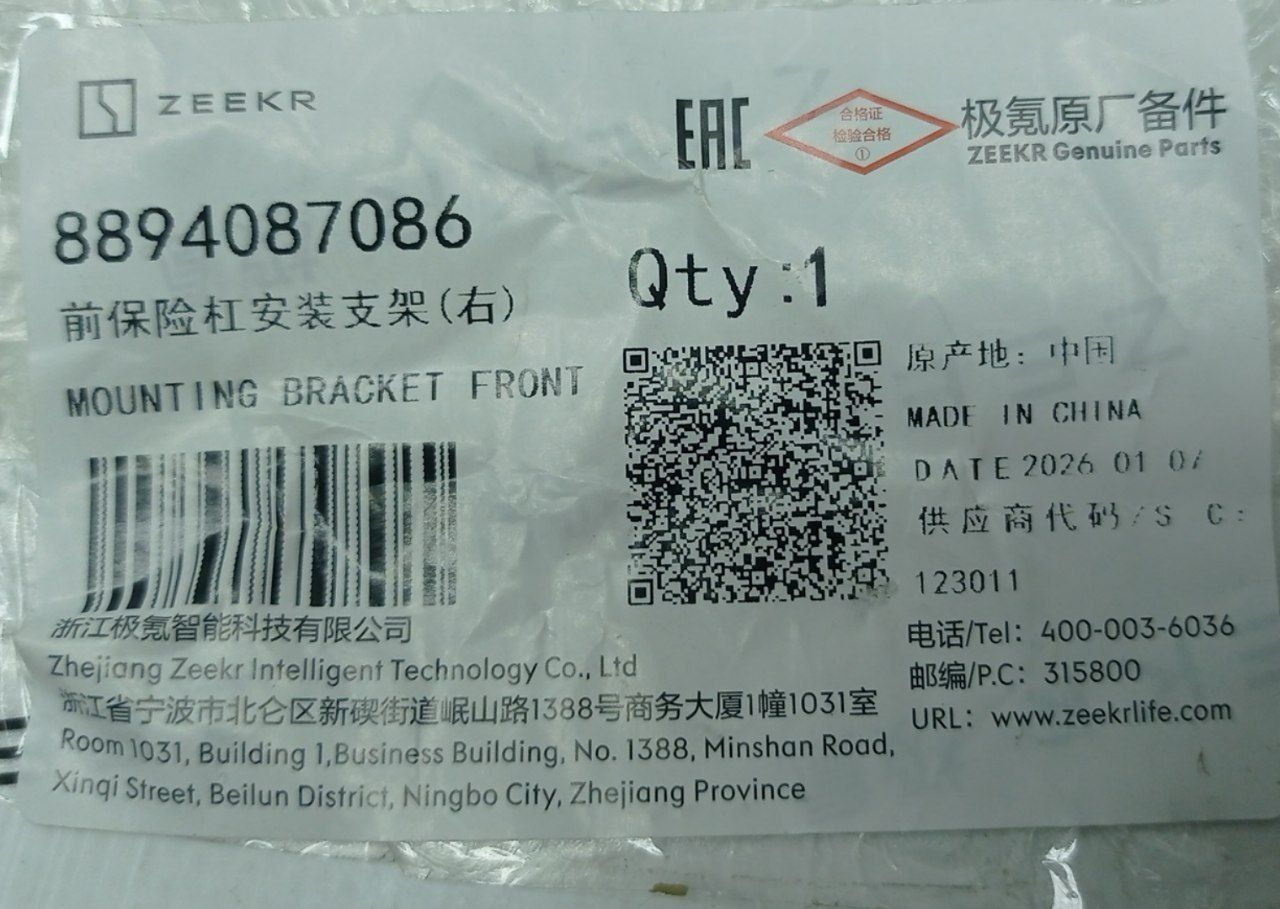 ZEEKR
EAC
合格证
检验合格
①
极氪原厂备件
ZEEKR Genuine Parts
8894087086
前保险杠安装支架(右)
MOUNTING BRACKET FRONT
Qty:1
原产地: 中国
MADE IN CHINA
DATE 2026 01
供应商代码/S C:
123011
浙江极氪智能科技有限公司
Zhejiang Zeekr Intelligent Technology Co., Ltd
浙江省宁波市北仑区新碶街道岷山路1388号商务大厦1幢1031室
Room 1031, Building 1,Business Building, No. 1388, Minshan Road,
Xinqi Street, Beilun District, Ningbo City, Zhejiang Province
电话/Tel: 400-003-6036
邮编/P.C: 315800
URL: www.zeekrlife.com